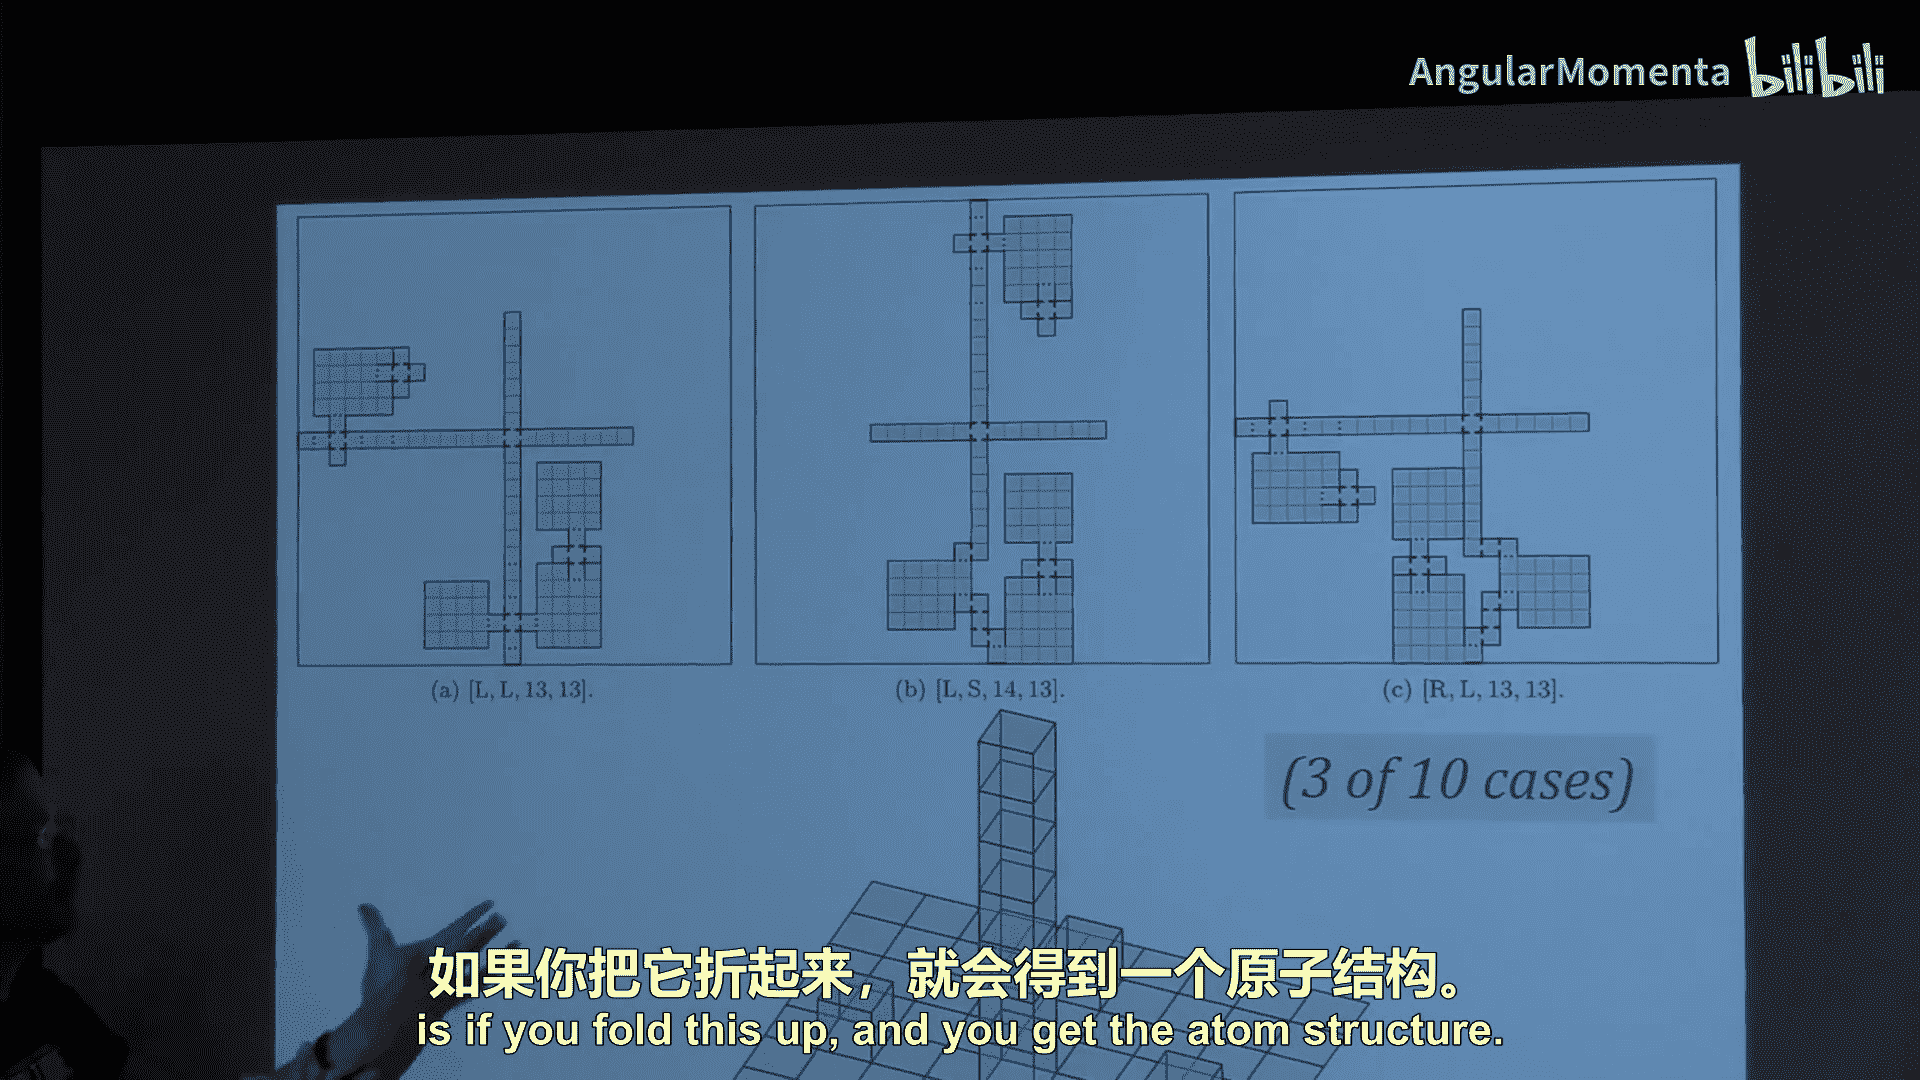 AngularMomenta bilibili
(a) [L, L, 13, 13].
(b) [L, S, 14, 13].
(c) [R, L, 13, 13].
(3 of 10 cases)
如果你把它折起来，就会得到一个原子结构。
is if you fold this up, and you get the atom structure.